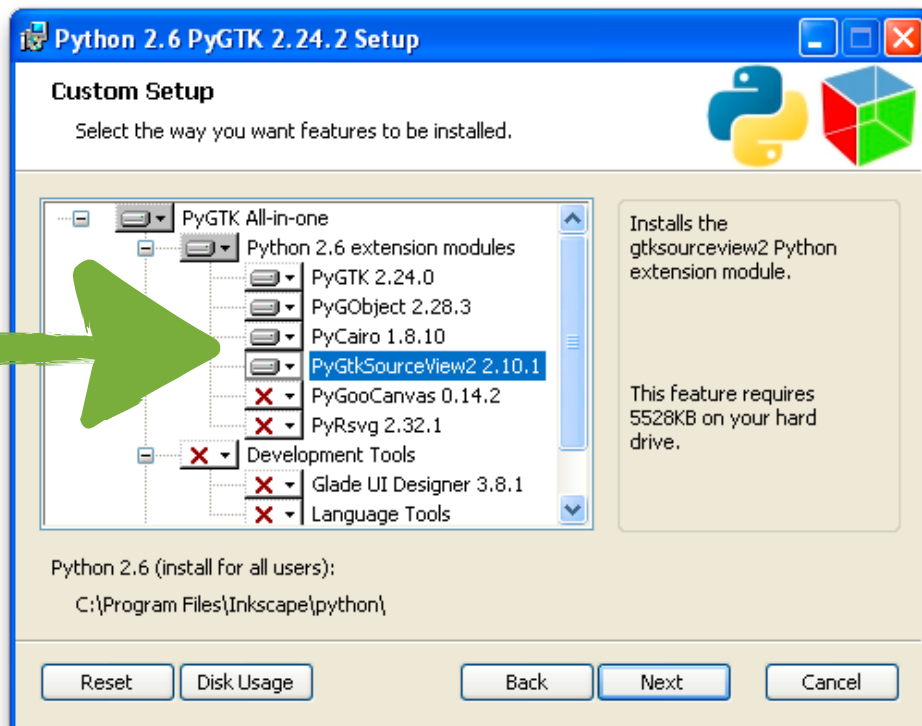 Python 2.6 PyGTK 2.24.2 Setup
Custom Setup
Select the way you want features to be installed.
PyGTK All-in-one
Python 2.6 extension modules
PyGTK 2.24.0
PyGObject 2.28.3
PyCairo 1.8.10
PyGtkSourceView2 2.10.1
PyGooCanvas 0.14.2
PyRsvg 2.32.1
Development Tools
Glade UI Designer 3.8.1
Language Tools
Installs the
gtksourceview2 Python
extension module.
This feature requires
5528KB on your hard
drive.
Python 2.6 (install for all users):
C:\Program Files\Inkscape\python\
Reset
Disk Usage
Back
Next
Cancel